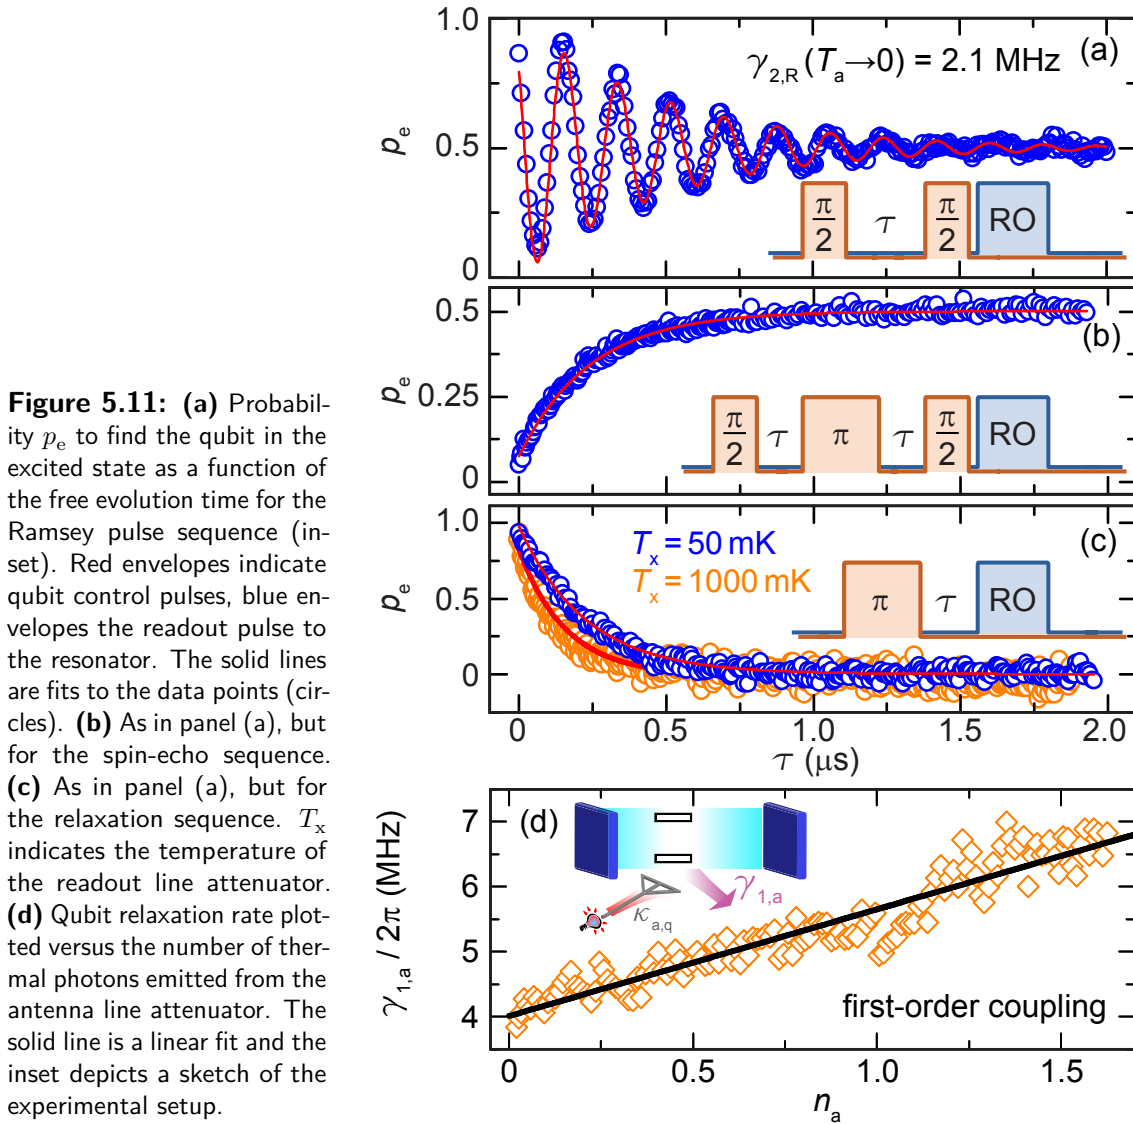 Figure 5.11: (a) Probabil-
ity pe to find the qubit in the
excited state as a function of
the free evolution time for the
Ramsey pulse sequence (in-
set). Red envelopes indicate
qubit control pulses, blue en-
velopes the readout pulse to
the resonator. The solid lines
are fits to the data points (cir-
cles). (b) As in panel (a), but
for the spin-echo sequence.
(c) As in panel (a), but for
the relaxation sequence. Tx
indicates the temperature of
the readout line attenuator.
(d) Qubit relaxation rate plot-
ted versus the number of ther-
mal photons emitted from the
antenna line attenuator. The
solid line is a linear fit and the
inset depicts a sketch of the
experimental setup.
1.0
(a)
γ2,R (Ta→0) = 2.1 MHz
pe
0.5
π/2 τ π/2 RO
0
0.5
(b)
pe
0.25
π/2 τ π τ π/2 RO
0
1.0
(c)
Tx = 50 mK
Tx = 1000 mK
pe
0.5
π τ RO
0
0 0.5 1.0 1.5 2.0
τ (μs)
7
(d)
γ1,a / 2π (MHz)
6
γ1,a
κa,q
5
4
first-order coupling
0 0.5 1.0 1.5
na